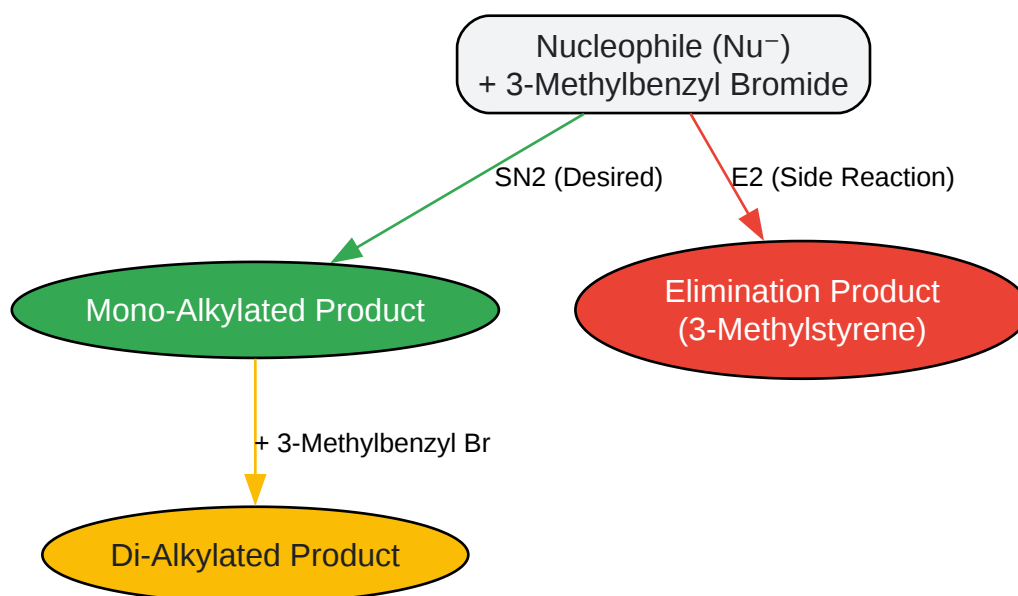 Nucleophile (Nu⁻)
+ 3-Methylbenzyl Bromide
SN2 (Desired)
E2 (Side Reaction)
Mono-Alkylated Product
Elimination Product
(3-Methylstyrene)
+ 3-Methylbenzyl Br
Di-Alkylated Product